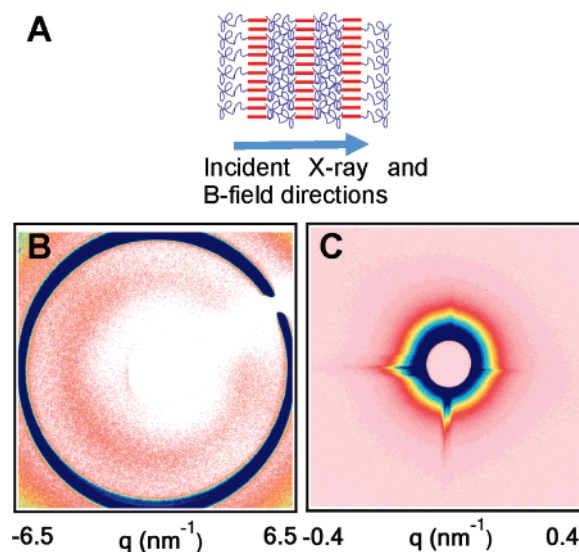 A
Incident X-ray and
B-field directions
B
C
-6.5 q (nm⁻¹) 6.5 -0.4 q (nm⁻¹) 0.4